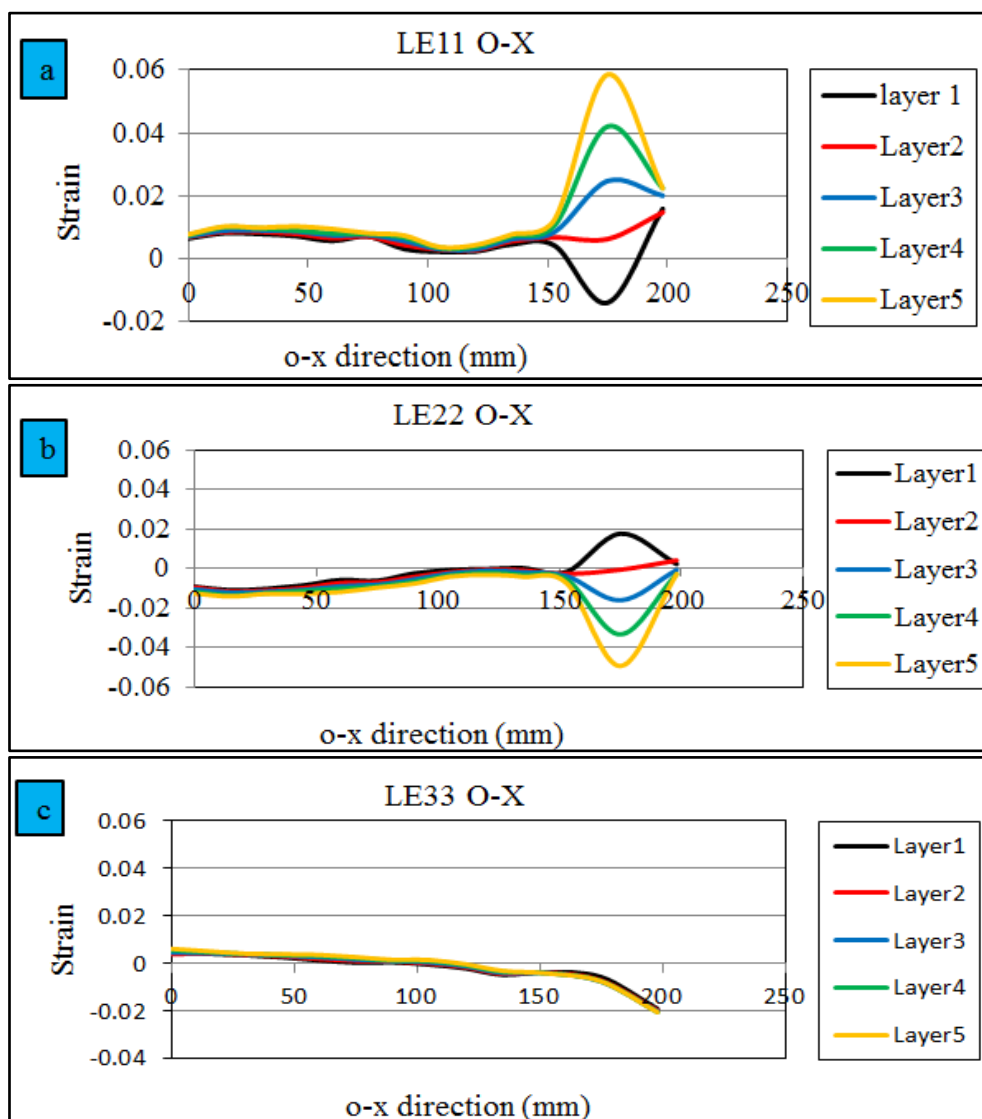 a
LE11 O-X
0.06
0.04
0.02
0
-0.02
0 50 100 150 200 250
Strain
o-x direction (mm)
layer 1
Layer2
Layer3
Layer4
Layer5
b
LE22 O-X
0.06
0.04
0.02
0
-0.02
-0.04
-0.06
0 50 100 150 200 250
Strain
o-x direction (mm)
Layer1
Layer2
Layer3
Layer4
Layer5
c
LE33 O-X
0.06
0.04
0.02
0
-0.02
-0.04
0 50 100 150 200 250
Strain
o-x direction (mm)
Layer1
Layer2
Layer3
Layer4
Layer5